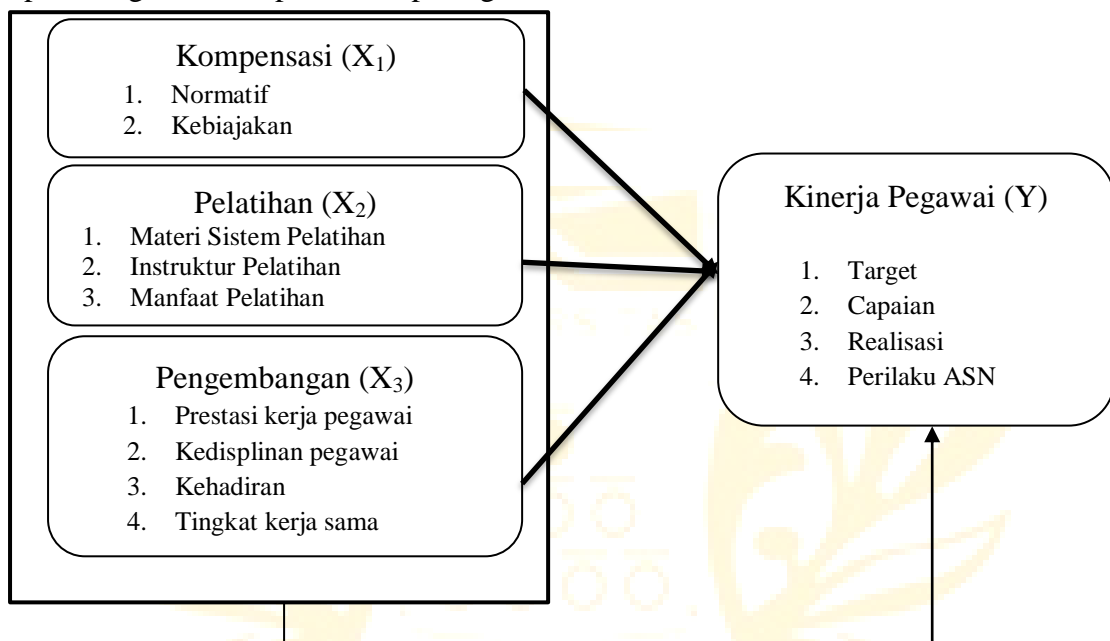 Kompensasi (X₁)
1. Normatif
2. Kebiajakan
Pelatihan (X₂)
1. Materi Sistem Pelatihan
2. Instruktur Pelatihan
3. Manfaat Pelatihan
Pengembangan (X₃)
1. Prestasi kerja pegawai
2. Kedisplinan pegawai
3. Kehadiran
4. Tingkat kerja sama
Kinerja Pegawai (Y)
1. Target
2. Capaian
3. Realisasi
4. Perilaku ASN